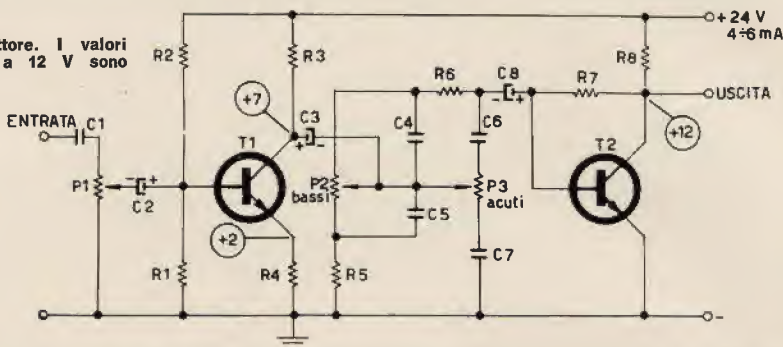 ttore. I valori
a 12 V sono
+ 24 V
4÷6 mA
R2
R3
R8
R6
C8
R7
USCITA
+7
C3
C4
C6
+12
ENTRATA
C1
T1
T2
P1
- +
+ -
- +
C2
P2
bassi
P3
acuti
C5
+2
C7
R1
R4
R5
-